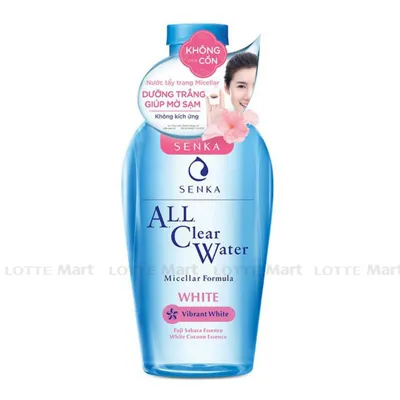 KHÔNG
CỒN
Nước tẩy trang Micellar
DƯỠNG TRẮNG
GIÚP MỜ SẠM
Không kích ứng
SENKA
SENKA
ALL
Clear
Water
LOTTE Mart LOTTE Mart LOTTE Mart
Micellar Formula
WHITE
Vibrant White
Fuji Sakura Essence
White Cocoon Essence